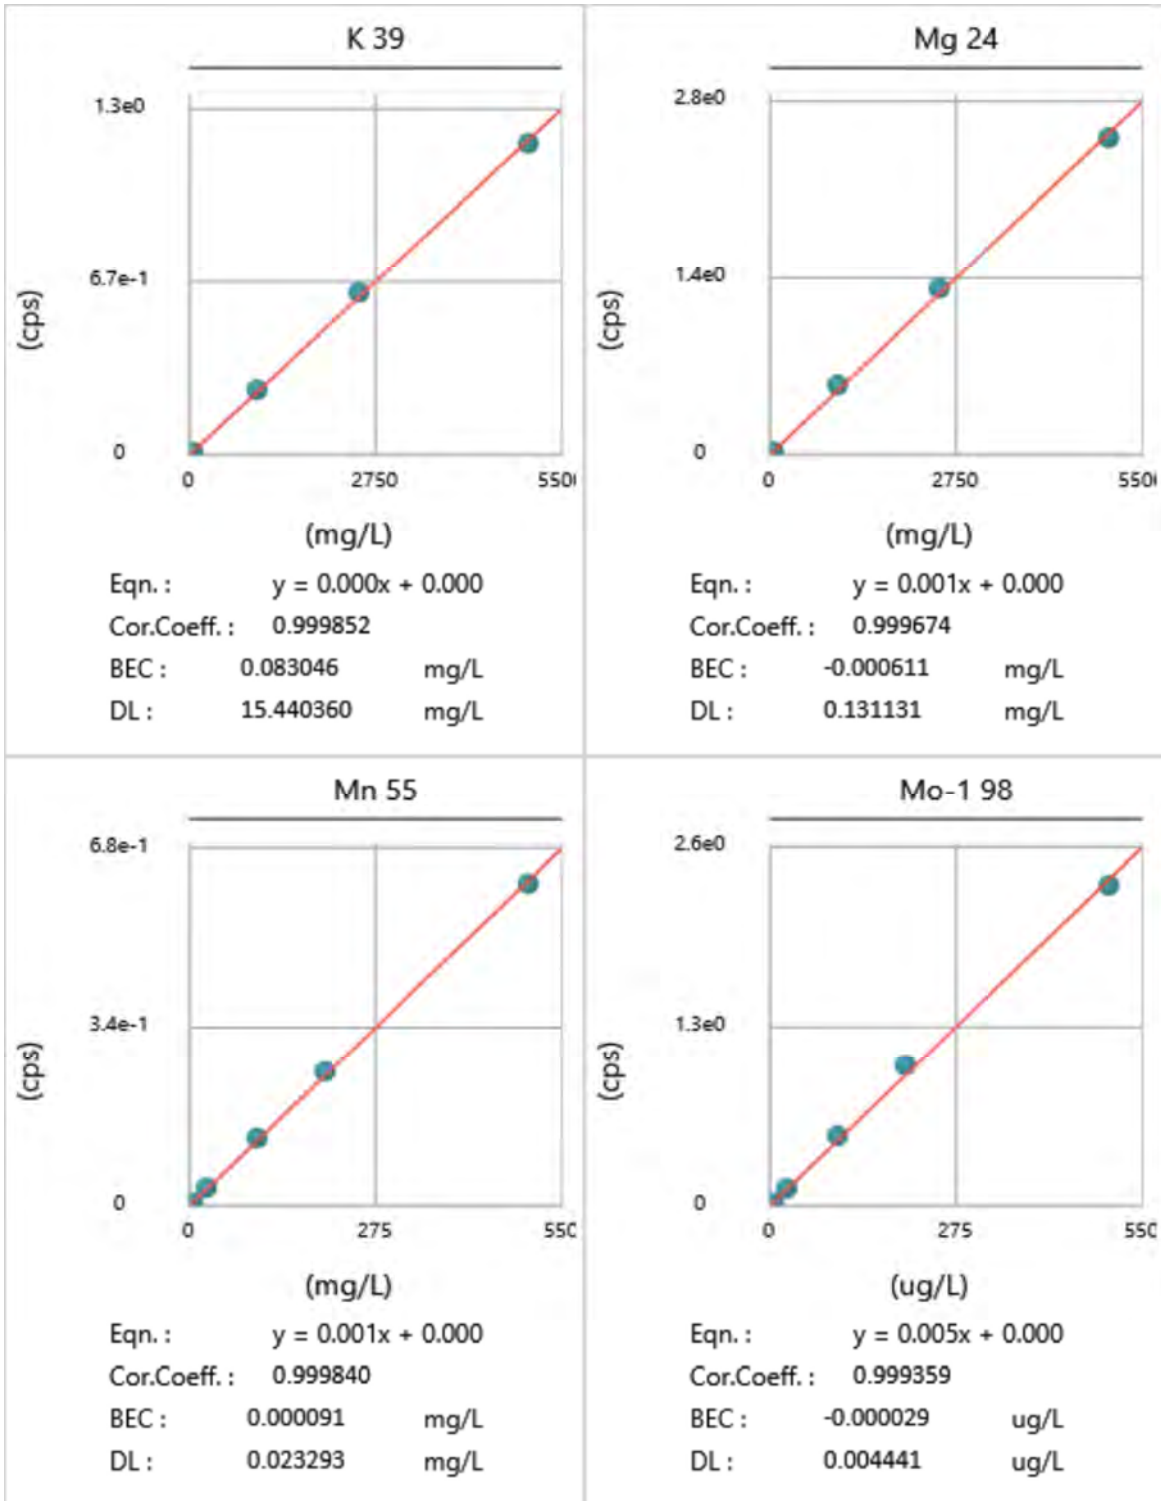 K 39
1.3e0
6.7e-1
0
(cps)
0 2750 550
(mg/L)
Eqn. : y = 0.000x + 0.000
Cor.Coeff. : 0.999852
BEC : 0.083046 mg/L
DL : 15.440360 mg/L
Mg 24
2.8e0
1.4e0
0
(cps)
0 2750 550
(mg/L)
Eqn. : y = 0.001x + 0.000
Cor.Coeff. : 0.999674
BEC : -0.000611 mg/L
DL : 0.131131 mg/L
Mn 55
6.8e-1
3.4e-1
0
(cps)
0 275 550
(mg/L)
Eqn. : y = 0.001x + 0.000
Cor.Coeff. : 0.999840
BEC : 0.000091 mg/L
DL : 0.023293 mg/L
Mo-1 98
2.6e0
1.3e0
0
(cps)
0 275 550
(ug/L)
Eqn. : y = 0.005x + 0.000
Cor.Coeff. : 0.999359
BEC : -0.000029 ug/L
DL : 0.004441 ug/L